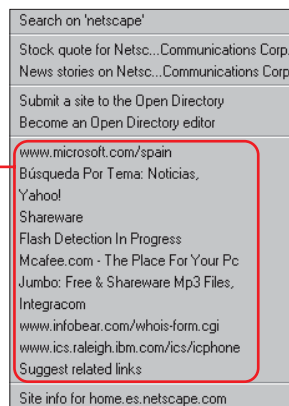 Search on 'netscape'
Stock quote for Netsc...Communications Corp.
News stories on Netsc...Communications Corp
Submit a site to the Open Directory
Become an Open Directory editor
www.microsoft.com/spain
Búsqueda Por Tema: Noticias,
Yahoo!
Shareware
Flash Detection In Progress
Mcafee.com - The Place For Your Pc
Jumbo: Free & Shareware Mp3 Files,
Integracom
www.infobear.com/whois-form.cgi
www.ics.raleigh.ibm.com/ics/icphone
Suggest related links
Site info for home.es.netscape.com